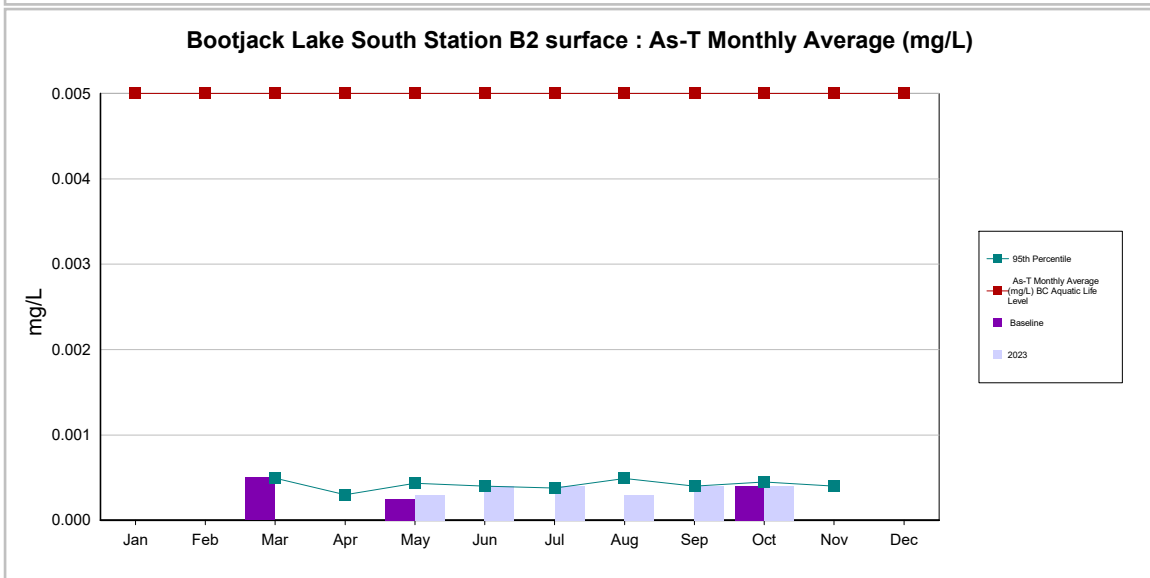 Bootjack Lake South Station B2 surface : As-T Monthly Average (mg/L)
mg/L
0.005
0.004
0.003
0.002
0.001
0.000
Jan Feb Mar Apr May Jun Jul Aug Sep Oct Nov Dec
95th Percentile
As-T Monthly Average
(mg/L) BC Aquatic Life
Level
Baseline
2023